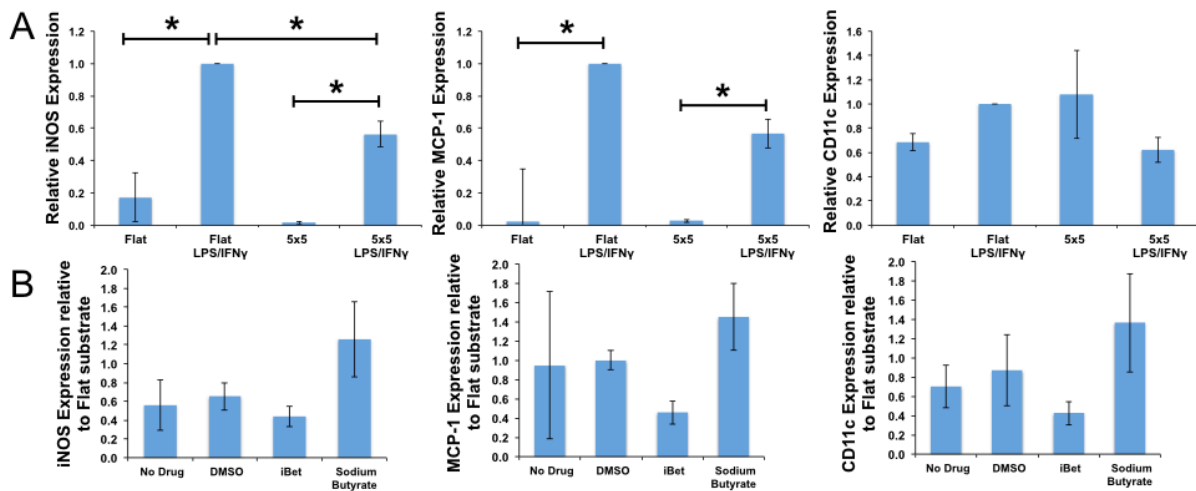 A
Relative iNOS Expression
1.2
1.0
0.8
0.6
0.4
0.2
0.0
*
*
*
Flat
Flat
LPS/IFNγ
5x5
5x5
LPS/IFNγ
Relative MCP-1 Expression
1.2
1.0
0.8
0.6
0.4
0.2
0.0
*
*
Flat
Flat
LPS/IFNγ
5x5
5x5
LPS/IFNγ
Relative CD11c Expression
1.6
1.4
1.2
1.0
0.8
0.6
0.4
0.2
0.0
Flat
Flat
LPS/IFNγ
5x5
5x5
LPS/IFNγ
B
iNOS Expression relative
to Flat substrate
2.0
1.8
1.6
1.4
1.2
1.0
0.8
0.6
0.4
0.2
0.0
No Drug
DMSO
iBet
Sodium
Butyrate
MCP-1 Expression relative
to Flat substrate
2.0
1.8
1.6
1.4
1.2
1.0
0.8
0.6
0.4
0.2
0.0
No Drug
DMSO
iBet
Sodium
Butyrate
CD11c Expression relative
to Flat substrate
2.0
1.8
1.6
1.4
1.2
1.0
0.8
0.6
0.4
0.2
0.0
No Drug
DMSO
iBet
Sodium
Butyrate